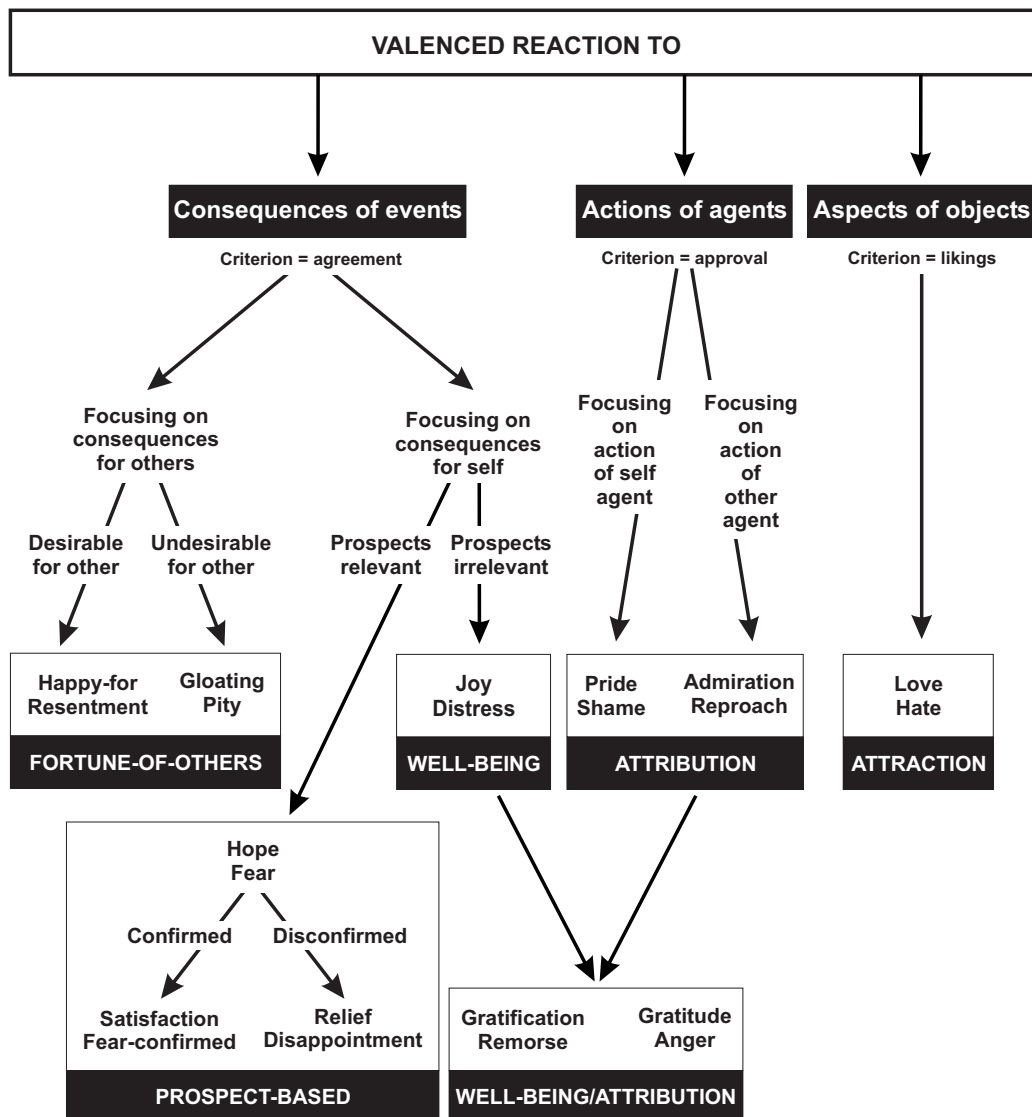 VALENCED REACTION TO
Consequences of events
Actions of agents
Aspects of objects
Criterion = agreement
Criterion = approval
Criterion = likings
Focusing on
consequences
for others
Focusing on
consequences
for self
Focusing
on
action
of self
agent
Focusing
on
action
of
other
agent
Desirable
for other
Undesirable
for other
Prospects
relevant
Prospects
irrelevant
Happy-for
Resentment
Gloating
Pity
FORTUNE-OF-OTHERS
Joy
Distress
WELL-BEING
Pride
Shame
Admiration
Reproach
ATTRIBUTION
Love
Hate
ATTRACTION
Hope
Fear
Confirmed
Disconfirmed
Satisfaction
Fear-confirmed
Relief
Disappointment
PROSPECT-BASED
Gratification
Remorse
Gratitude
Anger
WELL-BEING/ATTRIBUTION